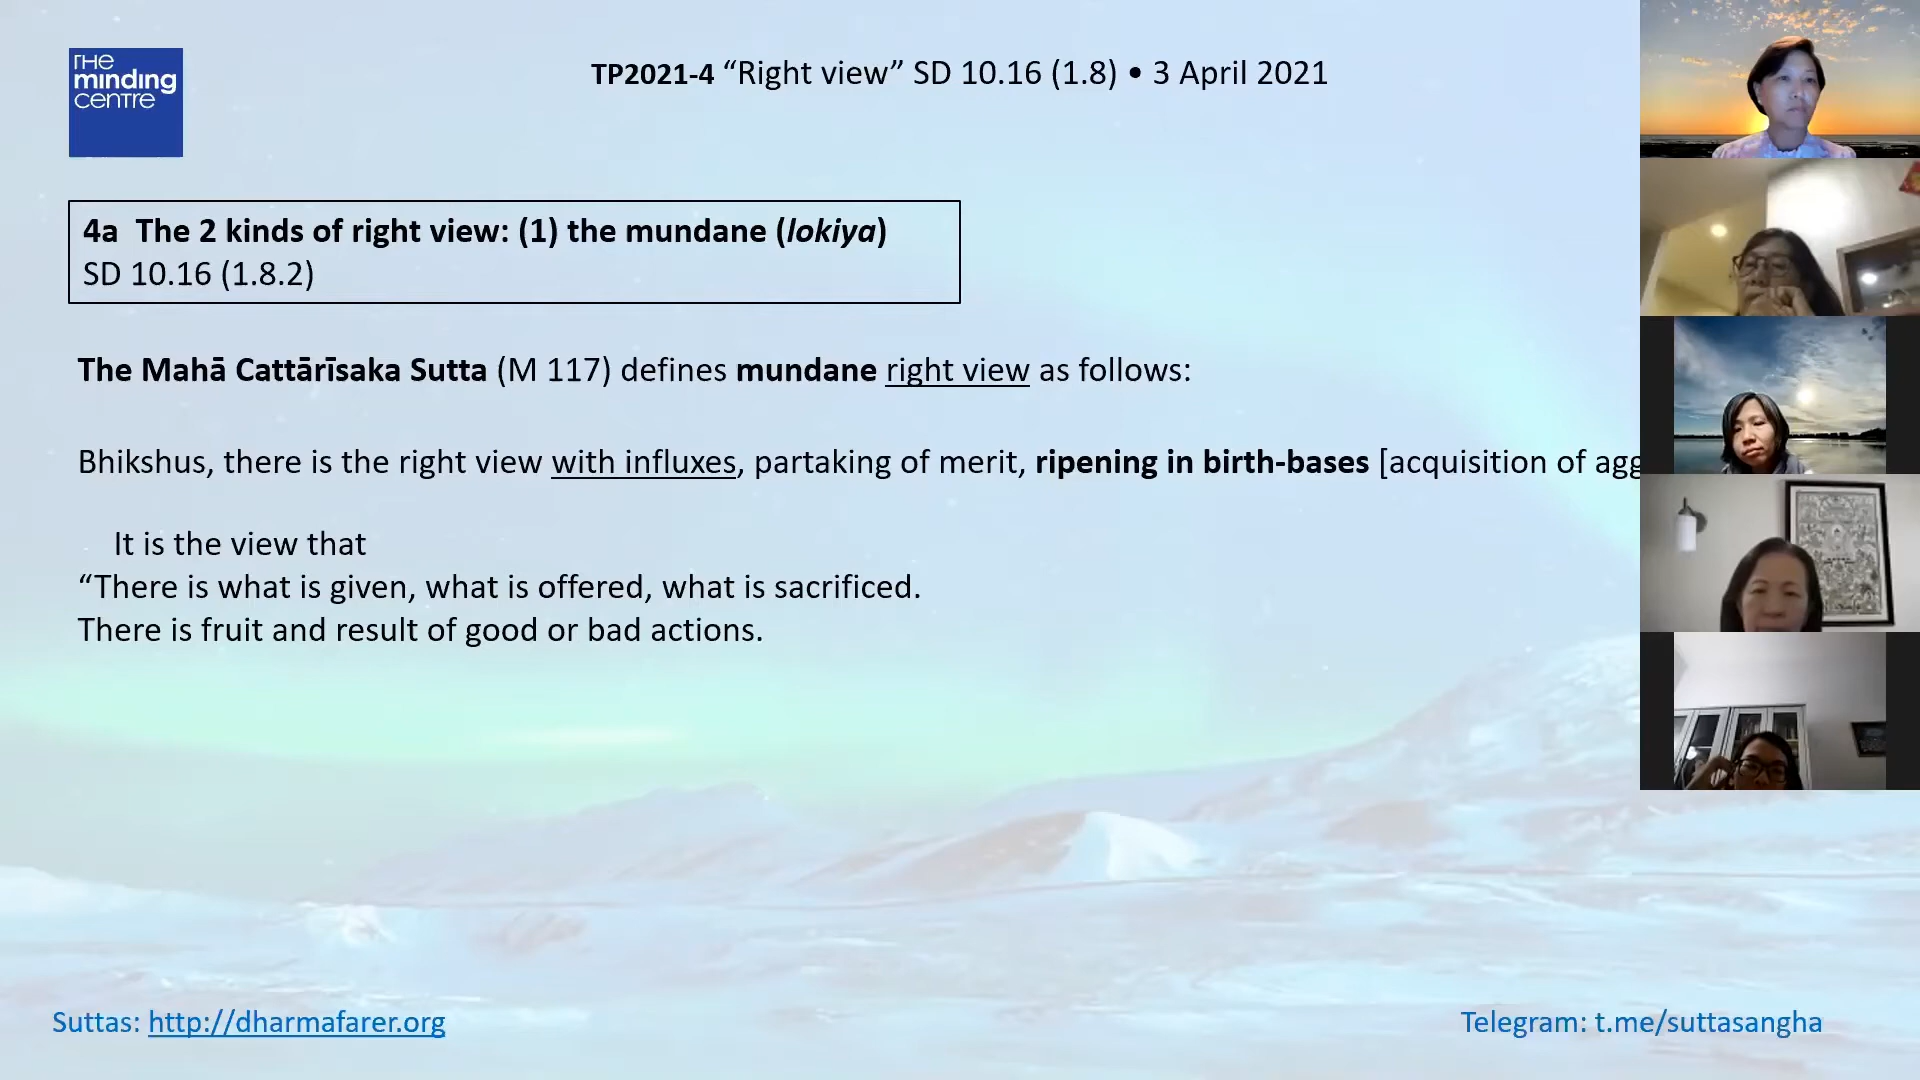 THE
minding
centre
TP2021-4 “Right view” SD 10.16 (1.8) • 3 April 2021
4a The 2 kinds of right view: (1) the mundane (lokiya)
SD 10.16 (1.8.2)
The Mahā Cattārīsaka Sutta (M 117) defines mundane right view as follows:
Bhikshus, there is the right view with influxes, partaking of merit, ripening in birth-bases [acquisition of
It is the view that
“There is what is given, what is offered, what is sacrificed.
There is fruit and result of good or bad actions.
Suttas: http://dharmafarer.org
Telegram: t.me/suttasangha